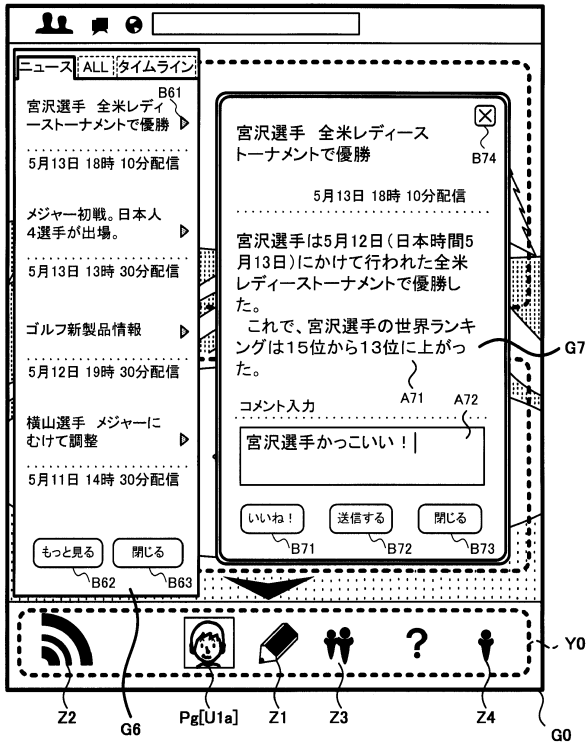 ニュース ALL タイムライン
B61
宮沢選手 全米レディ
ーストーナメントで優勝
5月13日 18時 10分配信
メジャー初戦。日本人
4選手が出場。
5月13日 13時 30分配信
ゴルフ新製品情報
5月12日 19時 30分配信
横山選手 メジャーに
むけて調整
5月11日 14時 30分配信
もっと見る 閉じる
B62 B63
宮沢選手 全米レディース
トーナメントで優勝
B74
5月13日 18時 10分配信
宮沢選手は5月12日(日本時間5
月13日)にかけて行われた全米
レディーストーナメントで優勝し
た。
これで、宮沢選手の世界ランキ
ングは15位から13位に上がっ
た。
G7
A71
コメント入力
A72
宮沢選手かっこいい!
いいね! 送信する 閉じる
B71 B72 B73
?
Y0
Z2 G6 Pg[U1a] Z1 Z3 Z4 G0